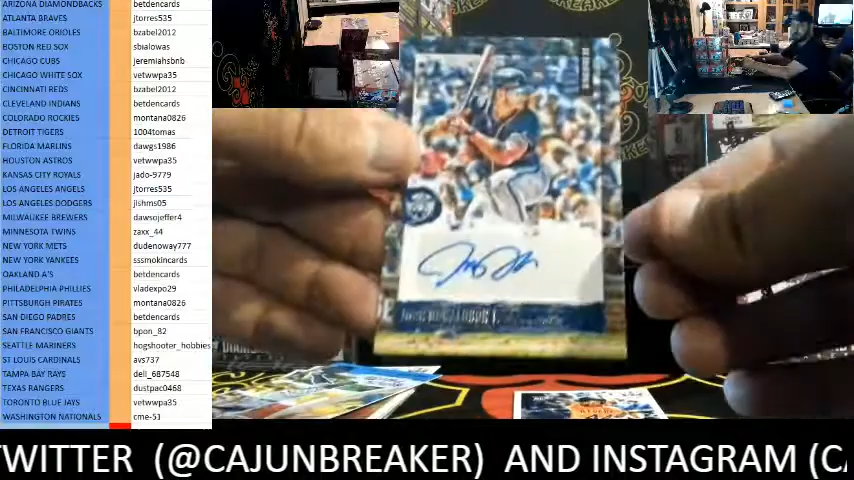 ARIZONA DIAMONDBACKS betdencards
ATLANTA BRAVES jtorres535
BALTIMORE ORIOLES bzabel2012
BOSTON RED SOX sbialowas
CHICAGO CUBS jeremiahsbnb
CHICAGO WHITE SOX vetwwpa35
CINCINNATI REDS bzabel2012
CLEVELAND INDIANS betdencards
COLORADO ROCKIES montana0826
DETROIT TIGERS 1004tomas
FLORIDA MARLINS dawgs1986
HOUSTON ASTROS vetwwpa35
KANSAS CITY ROYALS jado-9779
LOS ANGELES ANGELS jtorres535
LOS ANGELES DODGERS jishms05
MILWAUKEE BREWERS dawsojeffer4
MINNESOTA TWINS zaxx_44
NEW YORK METS dudenoway777
NEW YORK YANKEES sssmokincards
OAKLAND A'S betdencards
PHILADELPHIA PHILLIES vladexpo29
PITTSBURGH PIRATES montana0826
SAN DIEGO PADRES betdencards
SAN FRANCISCO GIANTS bpon_82
SEATTLE MARINERS hogshooter_hobbies
ST LOUIS CARDINALS avs737
TAMPA BAY RAYS dell_687548
TEXAS RANGERS dustpac0468
TORONTO BLUE JAYS vetwwpa35
WASHINGTON NATIONALS cme-51
TWITTER (@CAJUNBREAKER) AND INSTAGRAM (CA